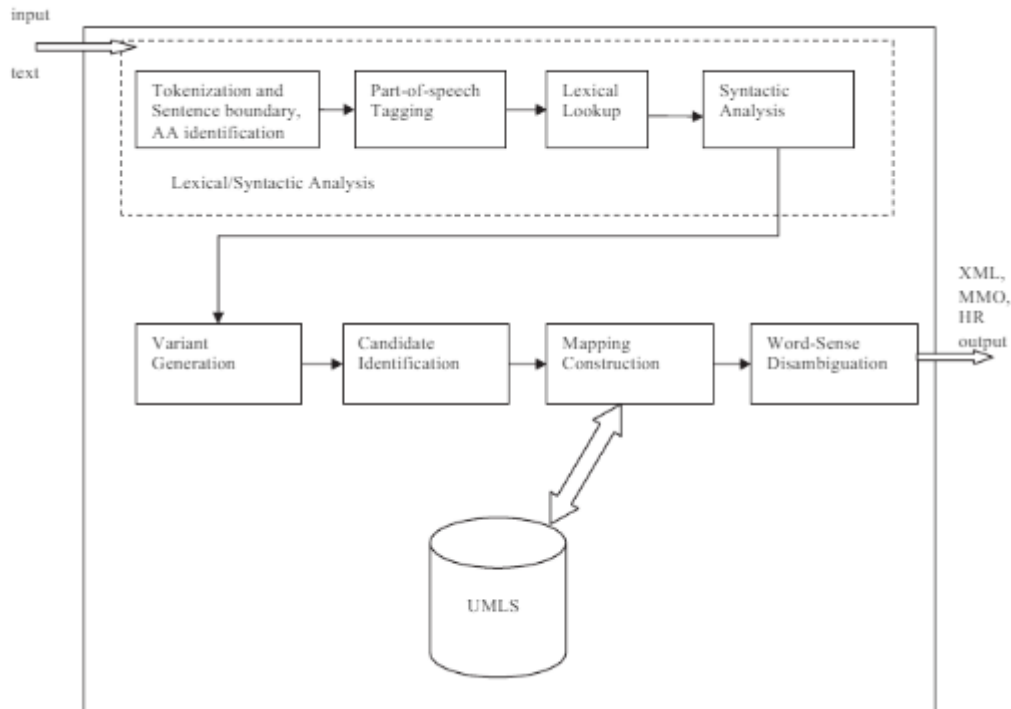 input
text
Tokenization and
Sentence boundary,
AA identification
Part-of-speech
Tagging
Lexical
Lookup
Syntactic
Analysis
Lexical/Syntactic Analysis
Variant
Generation
Candidate
Identification
Mapping
Construction
Word-Sense
Disambiguation
XML,
MMO,
HR
output
UMLS